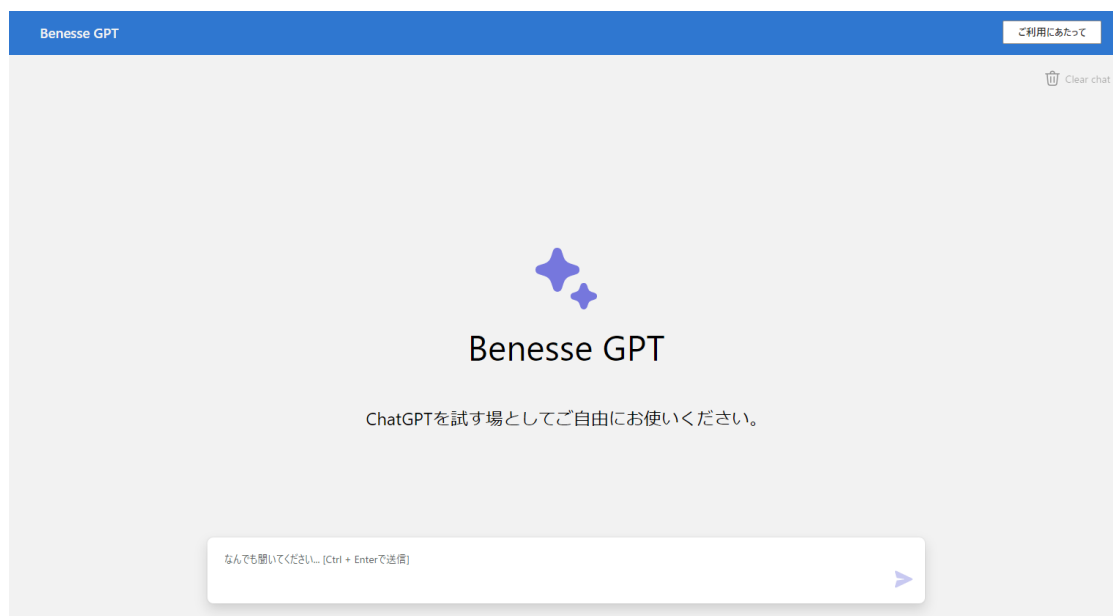 Benesse GPT
ご利用にあたって
Clear chat
Benesse GPT
ChatGPTを試す場としてご自由にお使いください。
なんでも聞いてください... [Ctrl + Enterで送信]